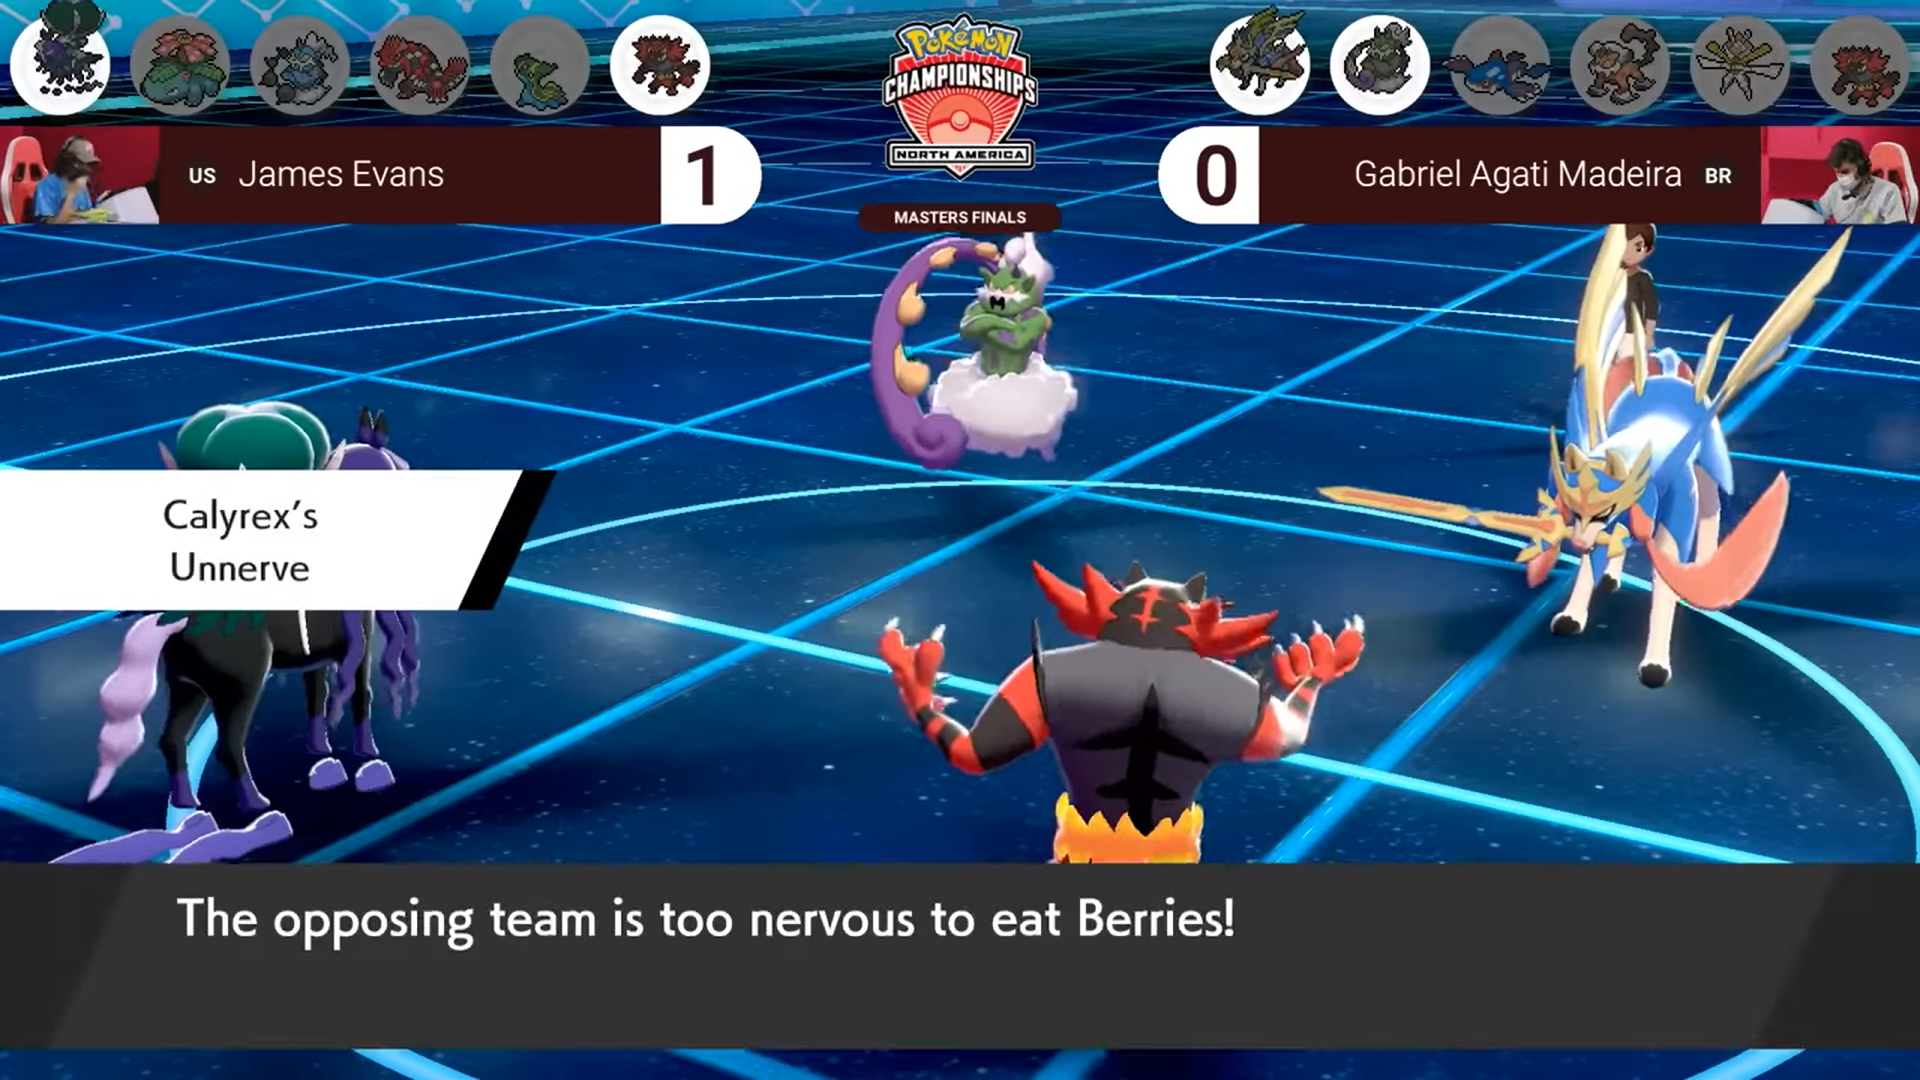 POKÉMON
CHAMPIONSHIPS
NORTH AMERICA
US James Evans 1
0 Gabriel Agati Madeira BR
MASTERS FINALS
Calyrex's
Unnerve
The opposing team is too nervous to eat Berries!